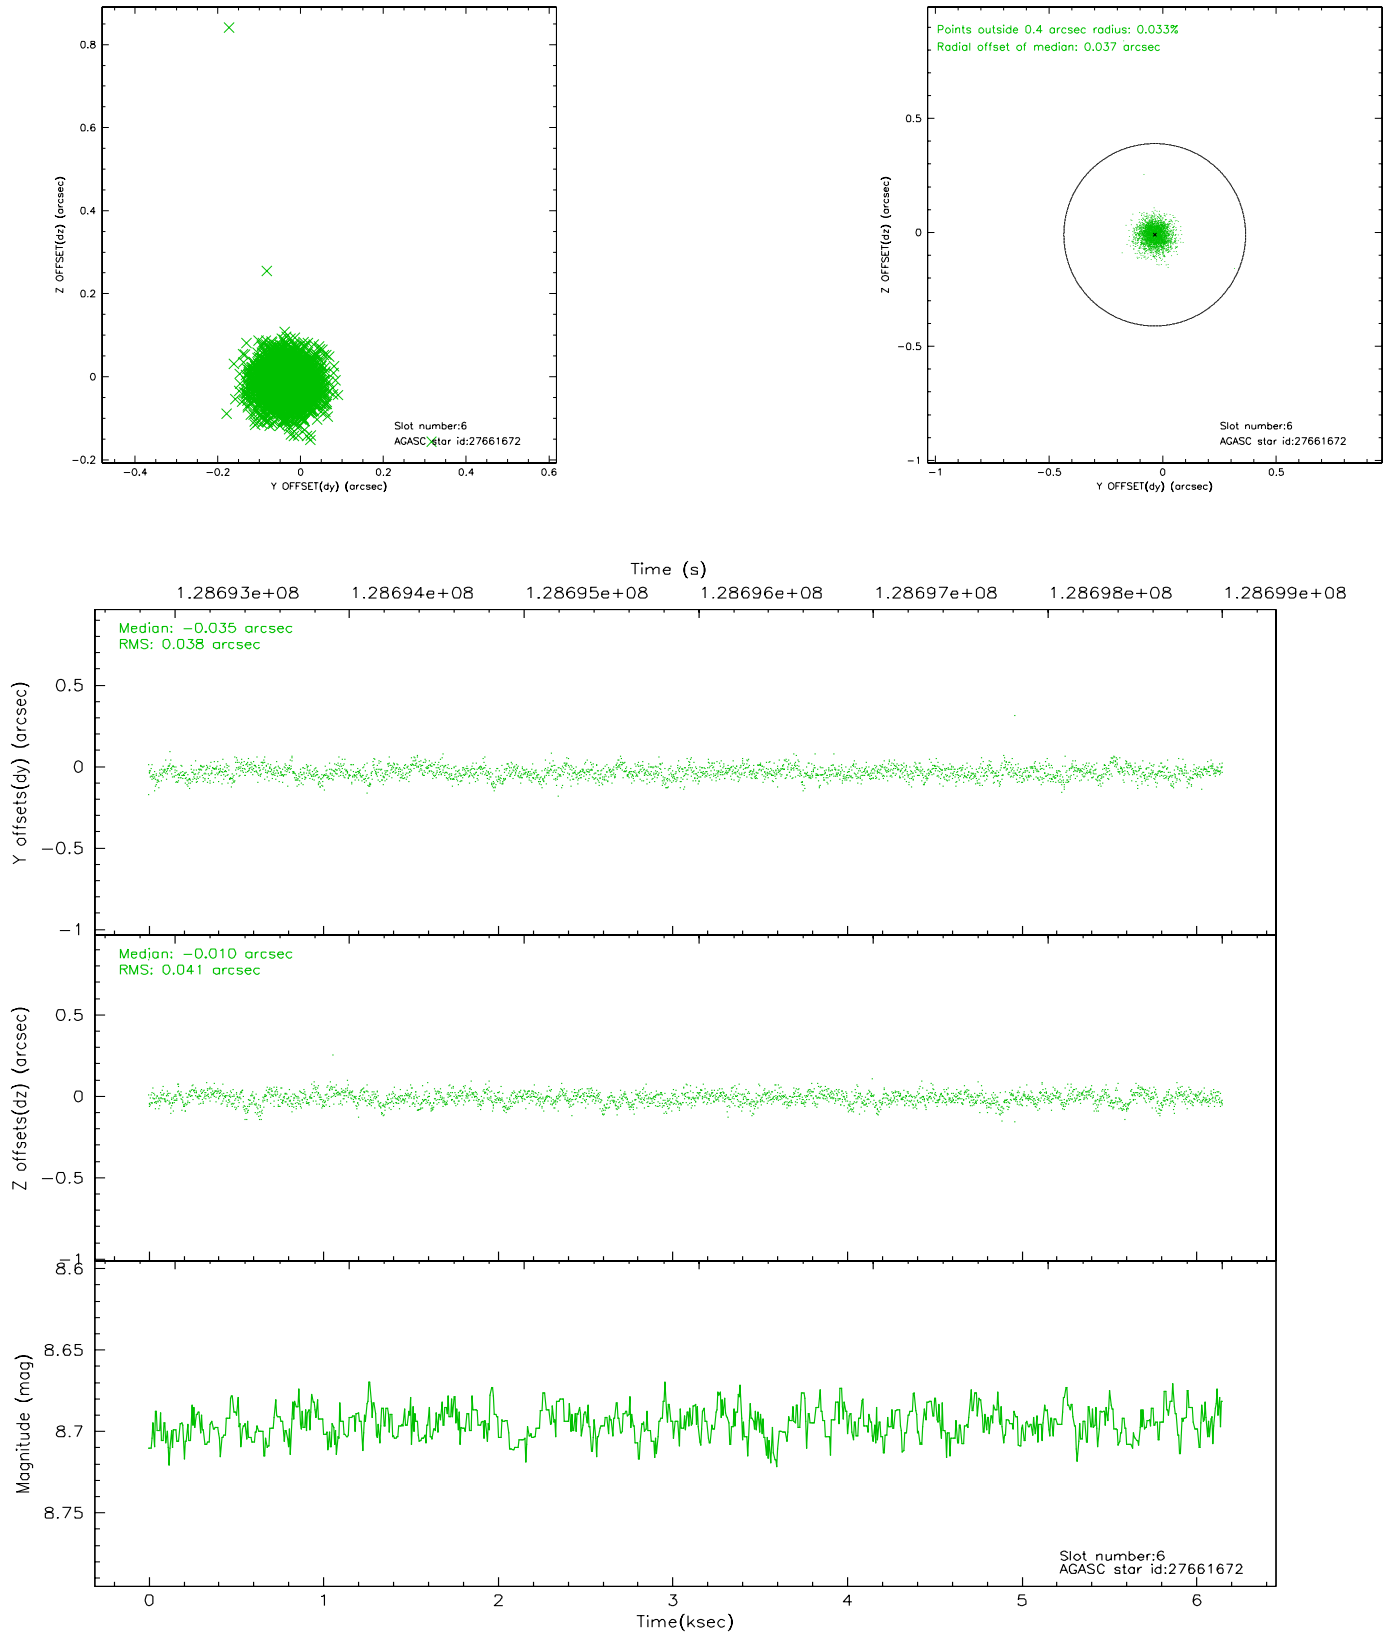 0.8
0.6
0.4
0.2
0
-0.2
-0.4 -0.2 0 0.2 0.4 0.6
Z OFFSET(dz) (arcsec)
Y OFFSET(dy) (arcsec)
Slot number:6
AGASC star id:27661672
Points outside 0.4 arcsec radius: 0.033%
Radial offset of median: 0.037 arcsec
0.5
0
-0.5
-1
-1 -0.5 0 0.5
Z OFFSET(dz) (arcsec)
Y OFFSET(dy) (arcsec)
Slot number:6
AGASC star id:27661672
Time (s)
1.28693e+08 1.28694e+08 1.28695e+08 1.28696e+08 1.28697e+08 1.28698e+08 1.28699e+08
Median: -0.035 arcsec
RMS: 0.038 arcsec
Y offsets(dy) (arcsec)
0.5
0
-0.5
-1
Median: -0.010 arcsec
RMS: 0.041 arcsec
Z offsets(dz) (arcsec)
0.5
0
-0.5
-1
Magnitude (mag)
8.6
8.65
8.7
8.75
Slot number:6
AGASC star id:27661672
0 1 2 3 4 5 6
Time(ksec)